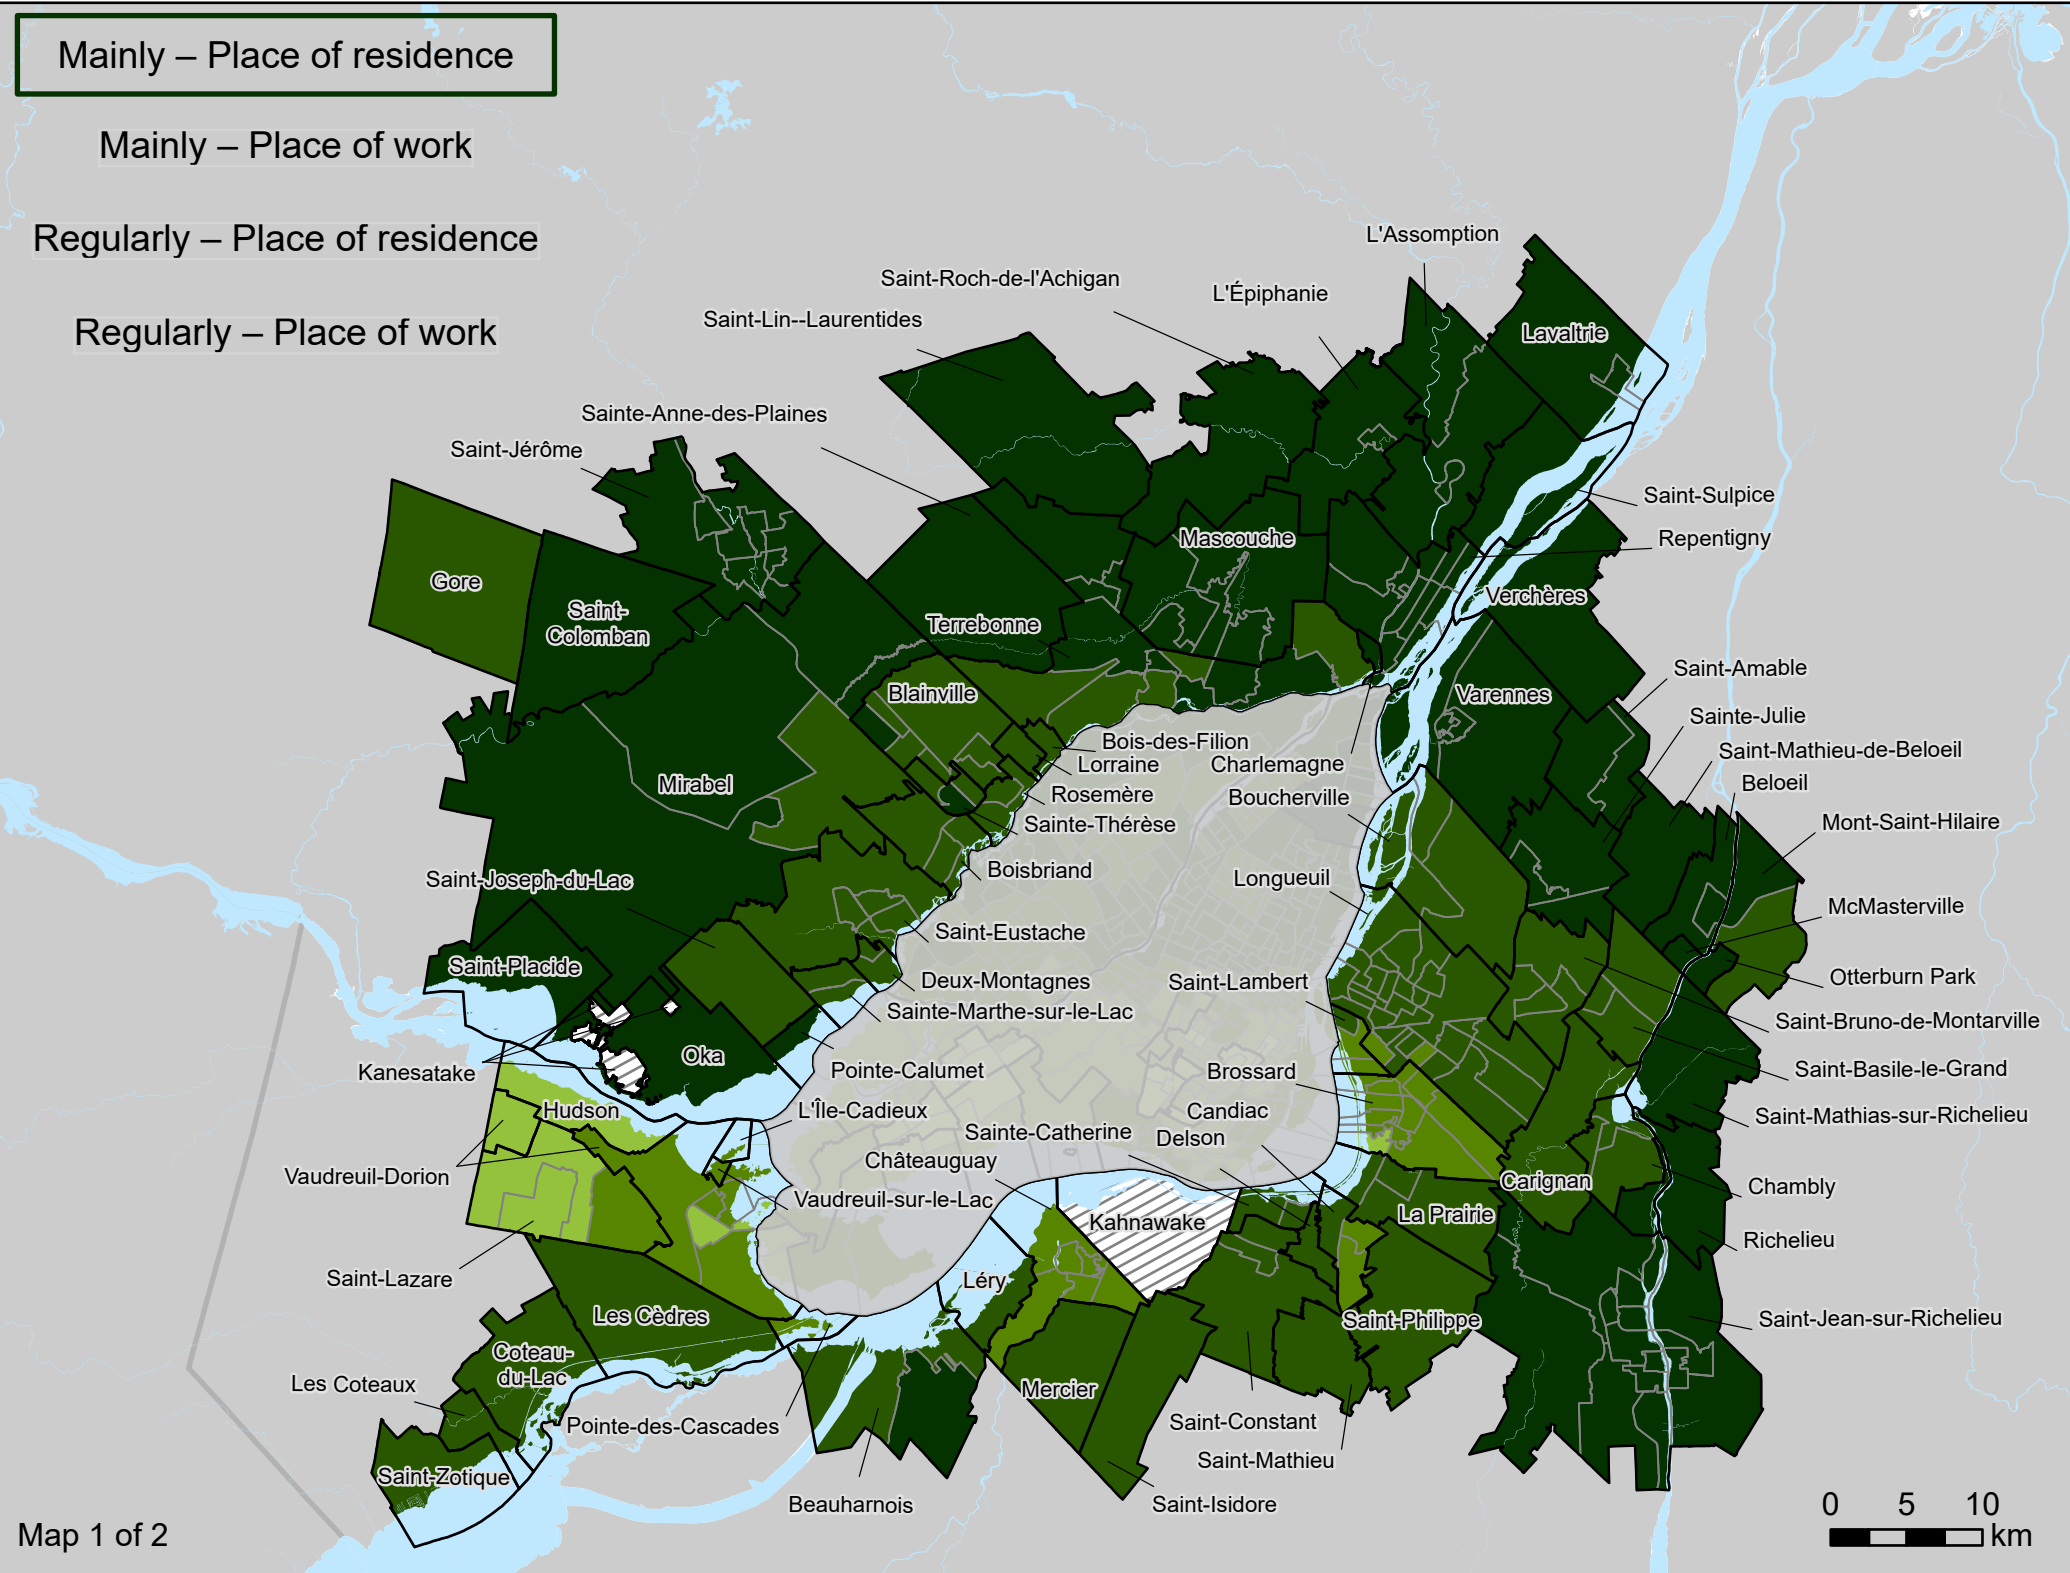 Mainly – Place of residence
Mainly – Place of work
Regularly – Place of residence
Regularly – Place of work
L'Assomption
Saint-Roch-de-l'Achigan
L'Épiphanie
Saint-Lin--Laurentides
Lavaltrie
Sainte-Anne-des-Plaines
Saint-Jérôme
Saint-Sulpice
Mascouche
Repentigny
Gore
Verchères
Saint-
Colomban
Terrebonne
Saint-Amable
Blainville
Varennes
Sainte-Julie
Bois-des-Filion
Saint-Mathieu-de-Beloeil
Lorraine
Charlemagne
Mirabel
Beloeil
Rosemère
Boucherville
Sainte-Thérèse
Mont-Saint-Hilaire
Boisbriand
Saint-Joseph-du-Lac
Longueuil
McMasterville
Saint-Eustache
Saint-Placide
Otterburn Park
Deux-Montagnes
Saint-Lambert
Sainte-Marthe-sur-le-Lac
Saint-Bruno-de-Montarville
Oka
Kanesatake
Pointe-Calumet
Brossard
Saint-Basile-le-Grand
Hudson
L'Île-Cadieux
Candiac
Saint-Mathias-sur-Richelieu
Sainte-Catherine
Delson
Châteauguay
Vaudreuil-Dorion
Carignan
Chambly
Vaudreuil-sur-le-Lac
La Prairie
Kahnawake
Richelieu
Saint-Lazare
Léry
Les Cèdres
Saint-Philippe
Saint-Jean-sur-Richelieu
Coteau-
du-Lac
Les Coteaux
Mercier
Pointe-des-Cascades
Saint-Constant
Saint-Mathieu
Saint-Zotique
Beauharnois
Saint-Isidore
0 5 10
km
Map 1 of 2